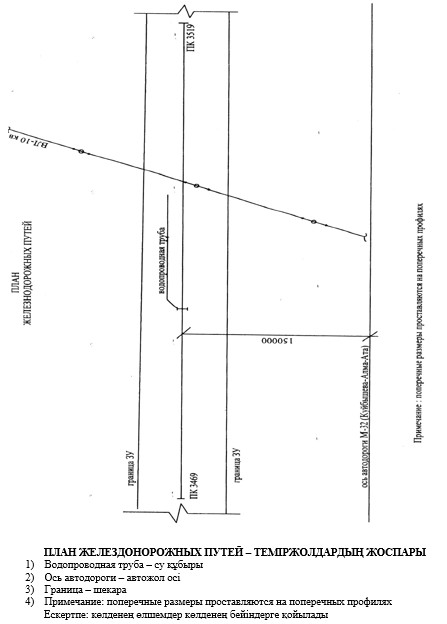 ПЛАН
ЖЕЛЕЗНОДОРОЖНЫХ ПУТЕЙ
ВЛ-10 кв
ПК 3519
водопроводная труба
150000
граница ЗУ
ПК 3469
граница ЗУ
ось автодороги М-32 (Куйбышева-Алма-Ата)
Примечание : поперечные размеры проставляются на поперечных профилях
ПЛАН ЖЕЛЕЗДОНОРОЖНЫХ ПУТЕЙ – ТЕМІРЖОЛДАРДЫҢ ЖОСПАРЫ
1) Водопроводная труба – су құбыры
2) Ось автодороги – автожол осі
3) Граница – шекара
4) Примечание: поперечные размеры проставляются на поперечных профилях
Ескертпе: көлденең өлшемдер көлденең бейіндерге қойылады